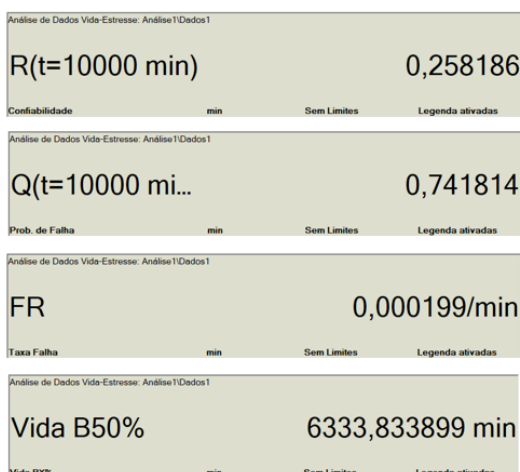 Análise de Dados Vida-Estresse: Análise1\Dados1
R(t=10000 min) 0,258186
Confiabilidade min Sem Limites Legenda ativadas
Análise de Dados Vida-Estresse: Análise1\Dados1
Q(t=10000 mi... 0,741814
Prob. de Falha min Sem Limites Legenda ativadas
Análise de Dados Vida-Estresse: Análise1\Dados1
FR 0,000199/min
Taxa Falha min Sem Limites Legenda ativadas
Análise de Dados Vida-Estresse: Análise1\Dados1
Vida B50% 6333,833899 min
Vida BX% min Sem Limites Legenda ativadas